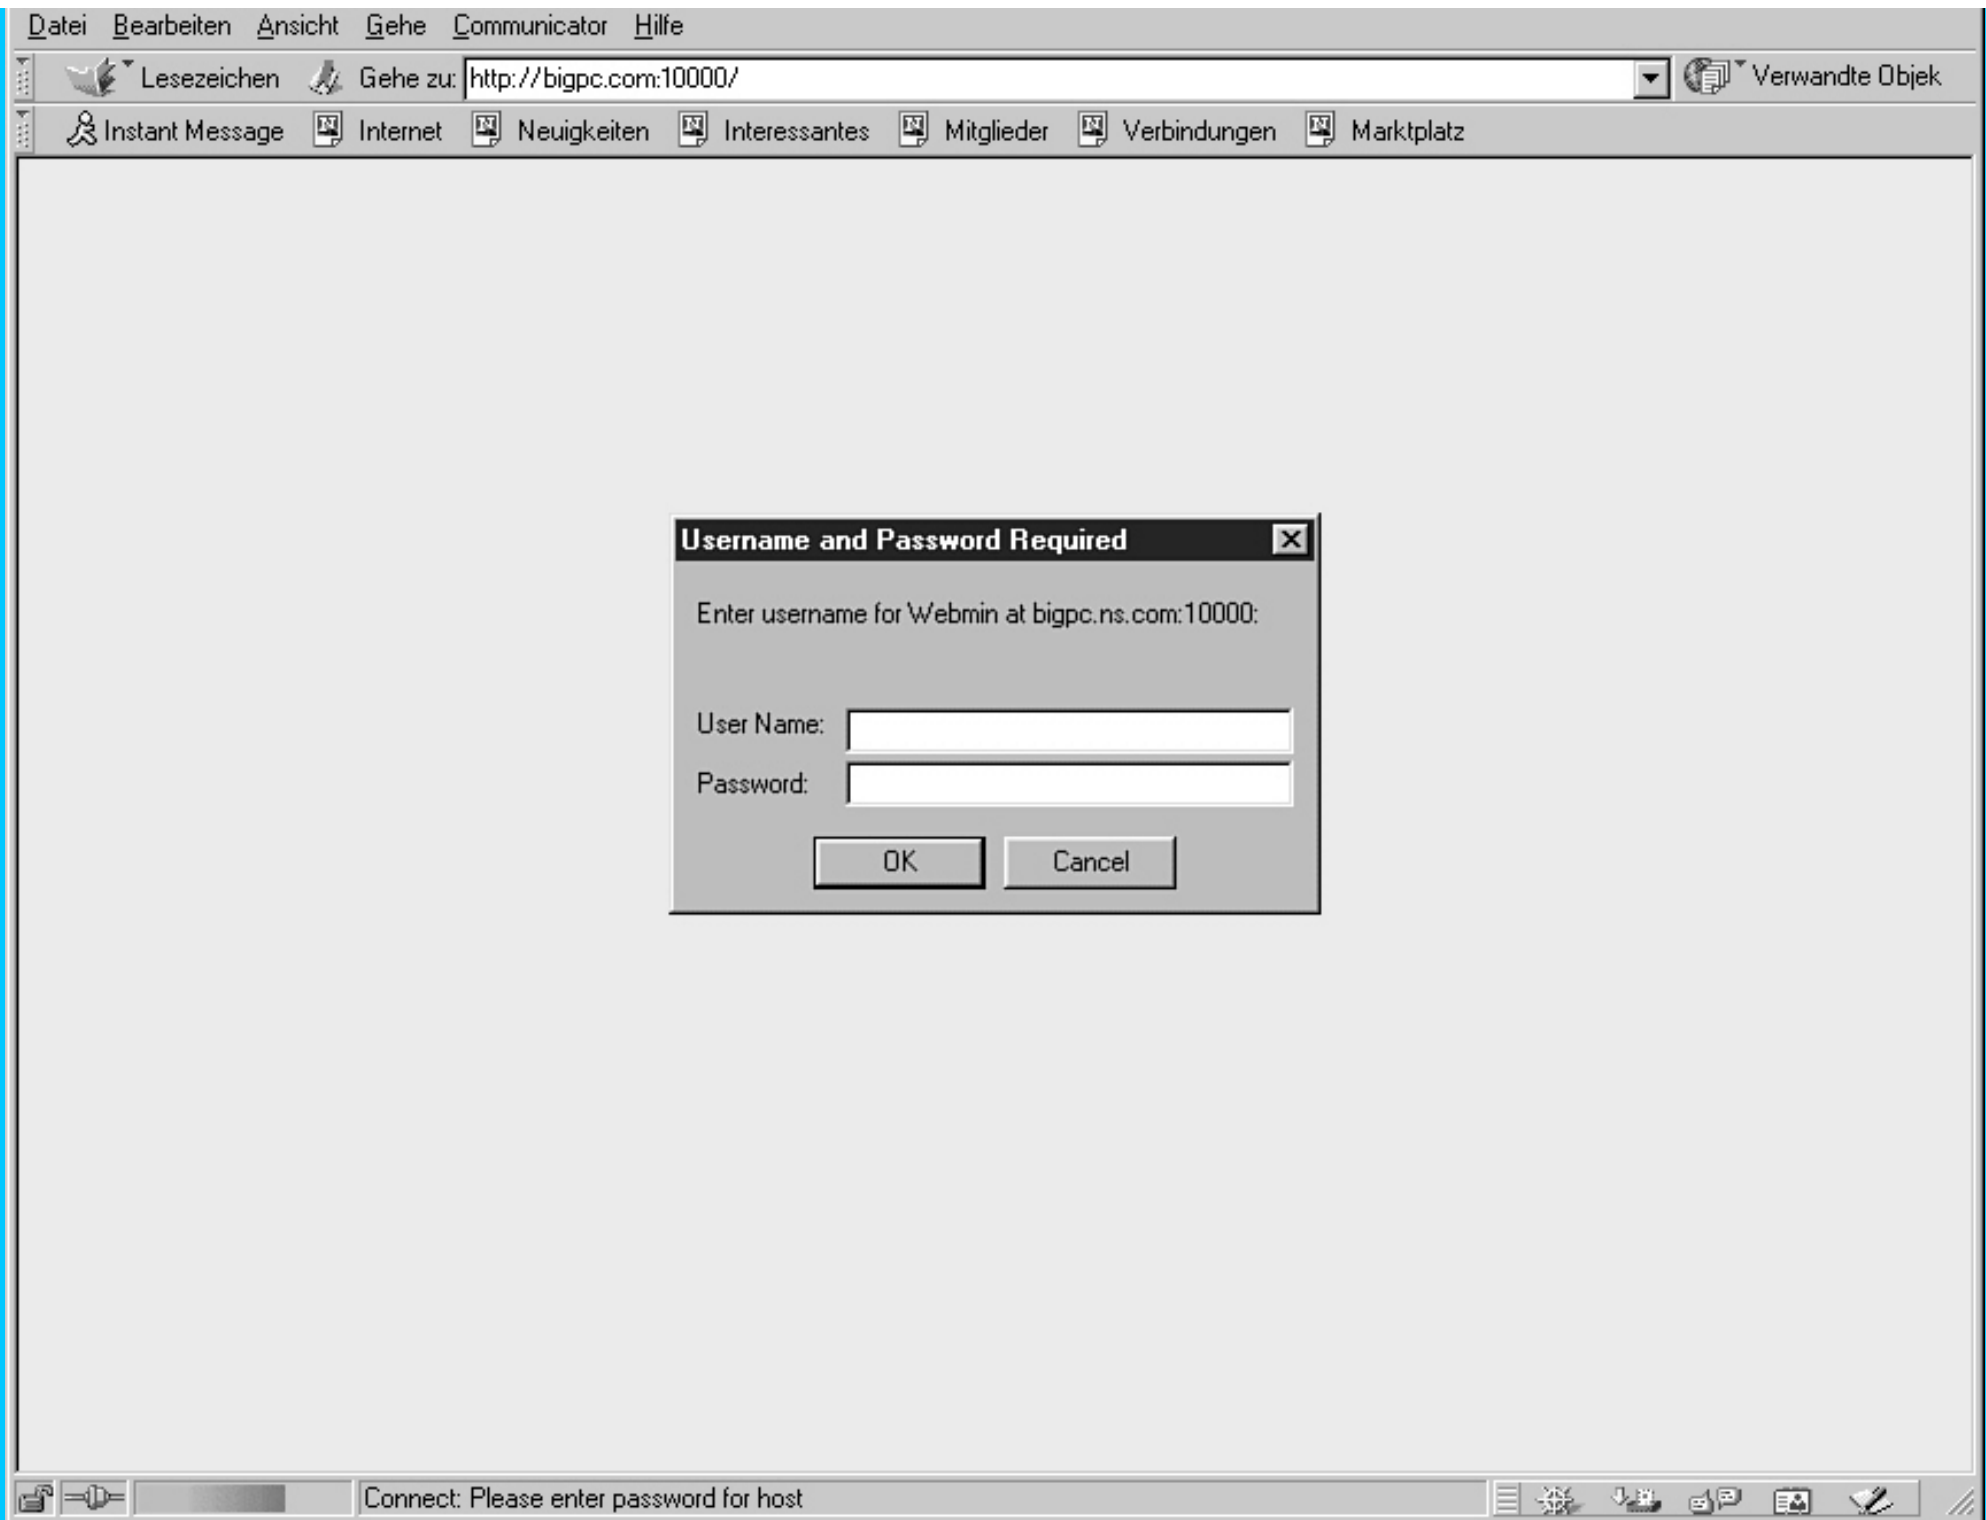 Datei Bearbeiten Ansicht Gehe Communicator Hilfe
Lesezeichen Gehe zu: http://bigpc.com:10000/ Verwandte Objek
Instant Message Internet Neuigkeiten Interessantes Mitglieder Verbindungen Marktplatz
Username and Password Required
Enter username for Webmin at bigpc.ns.com:10000:
User Name:
Password:
OK Cancel
Connect: Please enter password for host